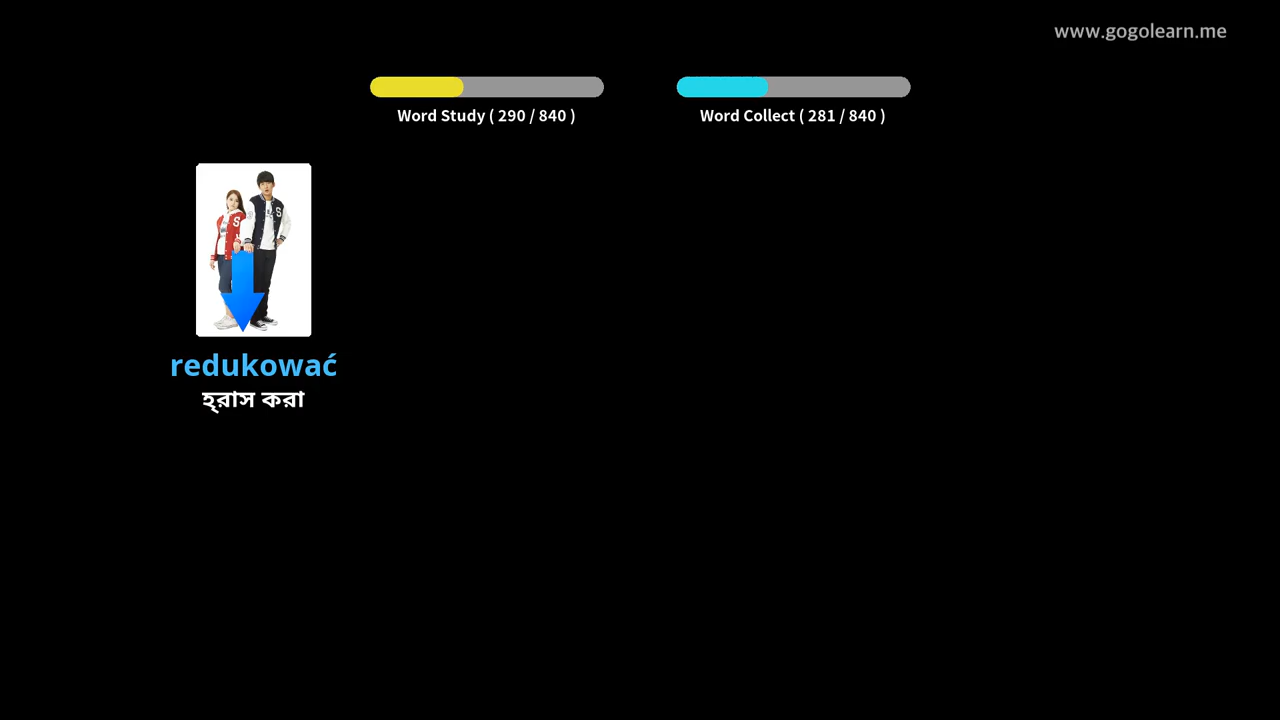 www.gogolearn.me
Word Study ( 290 / 840 )
Word Collect ( 281 / 840 )
S
S
redukować
হ্রাস করা